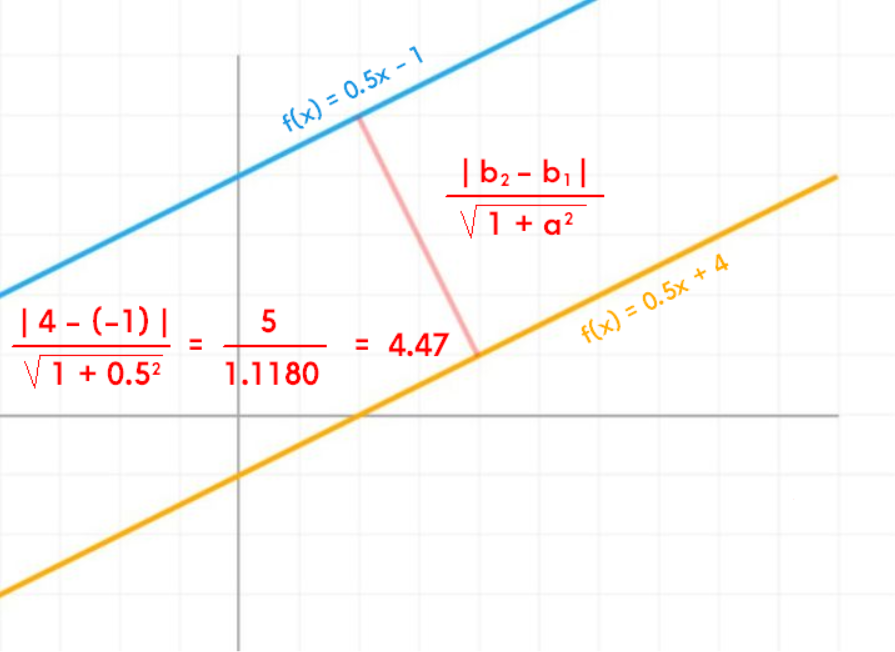 f(x) = 0.5x - 1
| b₂ - b₁ |
√ 1 + a²
f(x) = 0.5x + 4
| 4 - (-1) |
√ 1 + 0.5²
=
5
1.1180
= 4.47